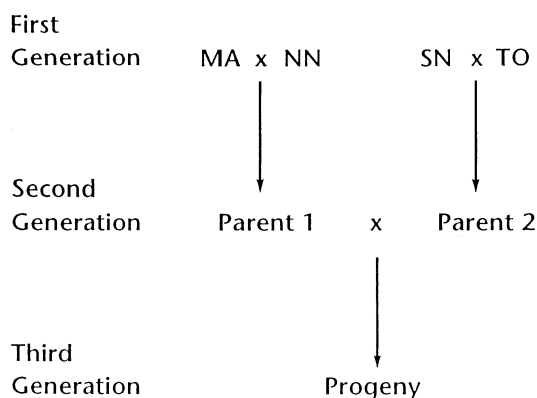 First
Generation MA x NN SN x TO
Second
Generation Parent 1 x Parent 2
Third
Generation Progeny